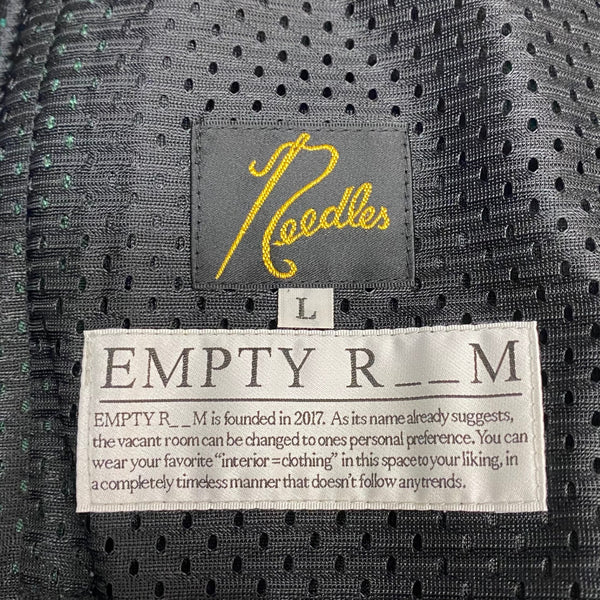 Needles
L
EMPTY R__M
EMPTY R__M is founded in 2017. As its name already suggests,
the vacant room can be changed to ones personal preference. You can
wear your favorite "interior=clothing" in this space to your liking, in
a completely timeless manner that doesn't follow any trends.